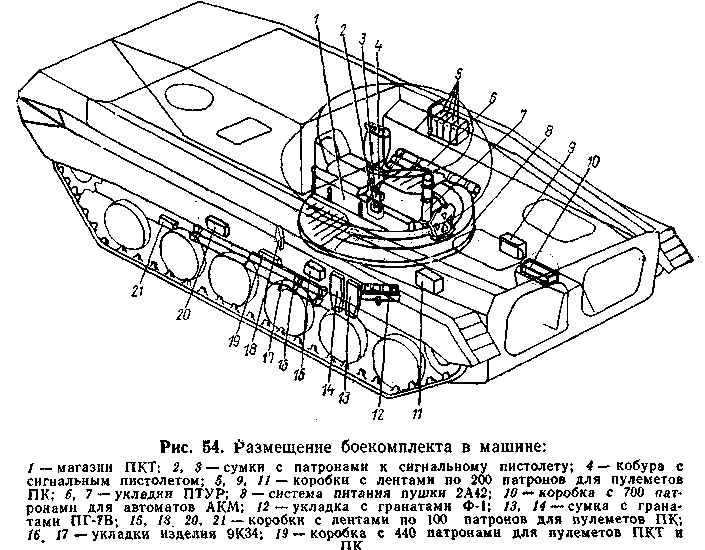 1
2
3
4
5
6
7
8
9
10
21
20
19
18
17
16
15
14
13
12
11
Рис. 54. Размещение боекомплекта в машине:
1 — магазин ПКТ; 2, 3 — сумки с патронами к сигнальному пистолету; 4 — кобура с
сигнальным пистолетом; 5, 9, 11 — коробки с лентами по 200 патронов для пулеметов
ПК; 6, 7 — укладки ПТУР; 8 — система питания пушки 2А42; 10 — коробка с 700 пат-
ронами для автоматов АКМ; 12 — укладка с гранатами Ф-1; 13, 14 — сумка с грана-
тами ПГ-7В; 15, 18, 20, 21 — коробки с лентами по 100 патронов для пулеметов ПК;
16, 17 — укладки изделия 9К34; 19 — коробка с 440 патронами для пулеметов ПКТ и
ПК